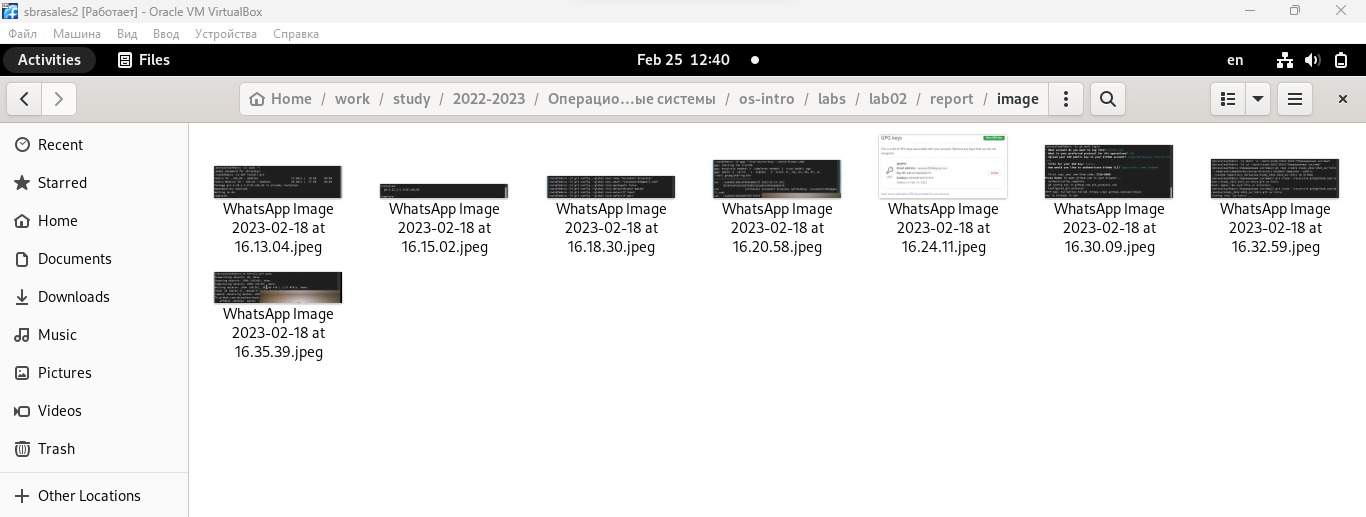 sbrasales2 [Работает] - Oracle VM VirtualBox
Файл Машина Вид Ввод Устройства Справка
Activities Files Feb 25 12:40 en
Home / work / study / 2022-2023 / Операцио…ые системы / os-intro / labs / lab02 / report / image
Recent
Starred
Home
Documents
Downloads
Music
Pictures
Videos
Trash
Other Locations
GPG keys
WhatsApp Image
2023-02-18 at
16.13.04.jpeg
WhatsApp Image
2023-02-18 at
16.15.02.jpeg
WhatsApp Image
2023-02-18 at
16.18.30.jpeg
WhatsApp Image
2023-02-18 at
16.20.58.jpeg
WhatsApp Image
2023-02-18 at
16.24.11.jpeg
WhatsApp Image
2023-02-18 at
16.30.09.jpeg
WhatsApp Image
2023-02-18 at
16.32.59.jpeg
WhatsApp Image
2023-02-18 at
16.35.39.jpeg